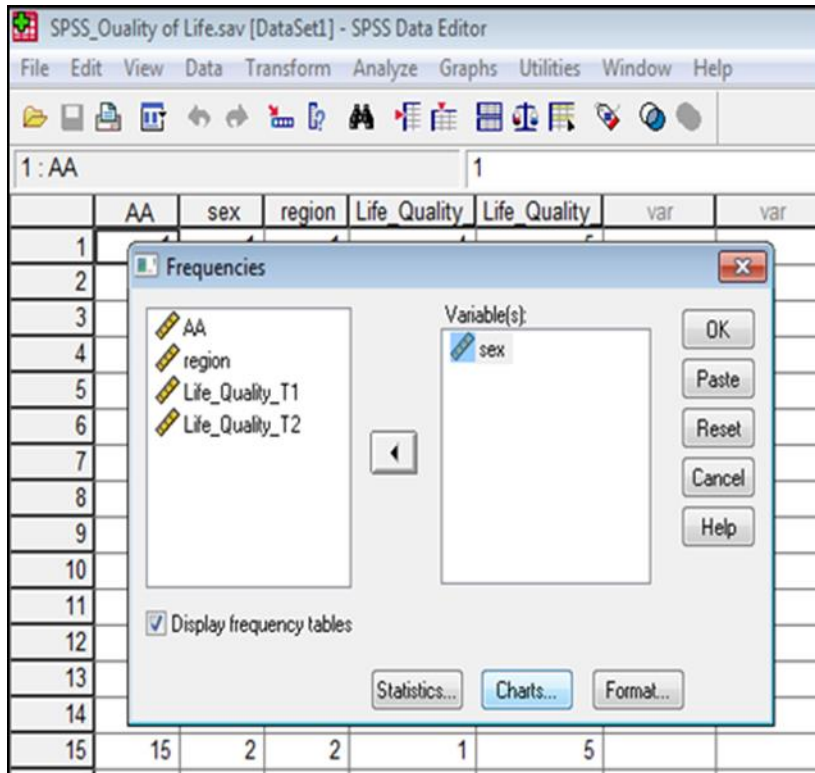 SPSS_Quality of Life.sav [DataSet1] - SPSS Data Editor
File Edit View Data Transform Analyze Graphs Utilities Window Help
1 : AA 1
AA sex region Life_Quality_ Life_Quality_ var var
1
2
3
4
5
6
7
8
9
10
11
12
13
14
15 15 2 2 1 5
Frequencies
AA
region
Life_Quality_T1
Life_Quality_T2
Variable(s):
sex
OK
Paste
Reset
Cancel
Help
Display frequency tables
Statistics... Charts... Format...